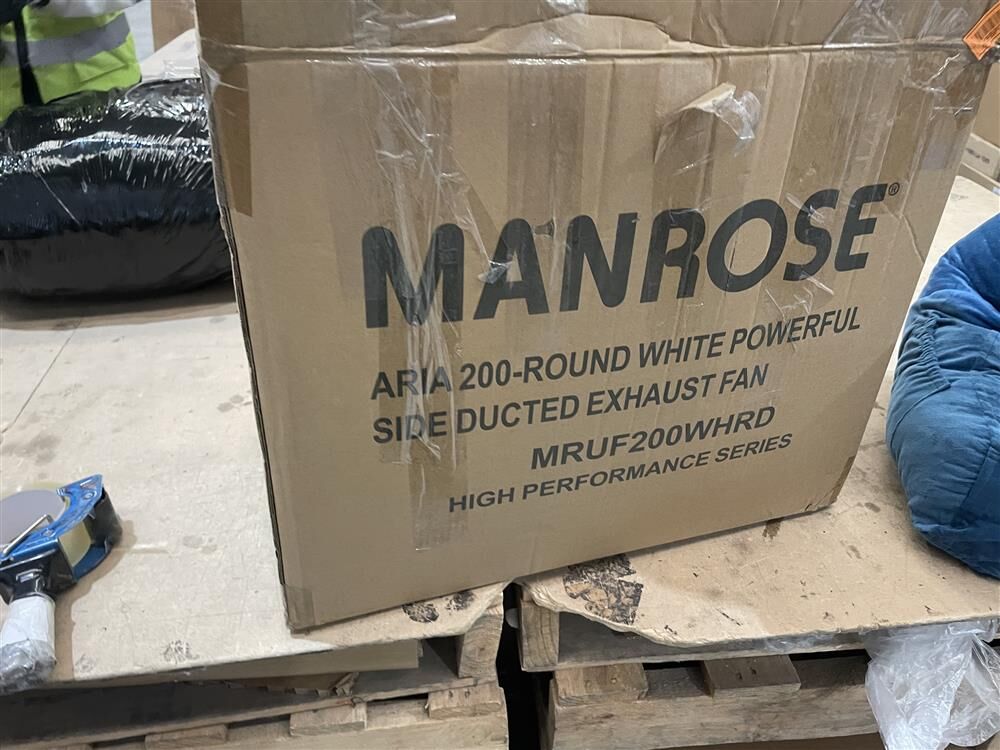 MANROSE®
ARIA 200-ROUND WHITE POWERFUL
SIDE DUCTED EXHAUST FAN
MRUF200WHRD
HIGH PERFORMANCE SERIES